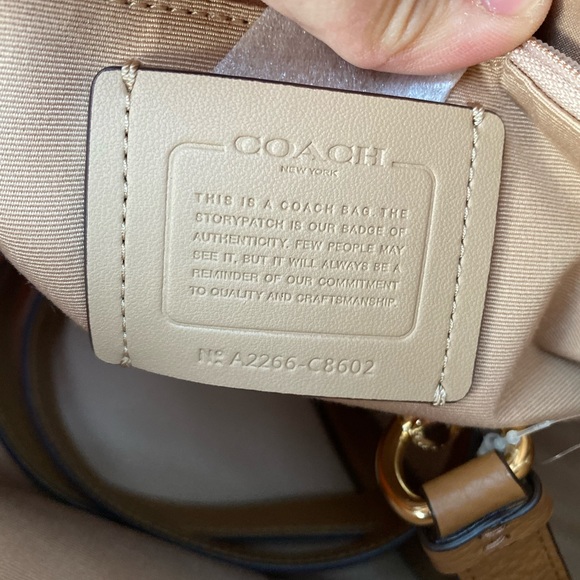 COACH
NEW YORK
THIS IS A COACH BAG. THE
STORYPATCH IS OUR BADGE OF
AUTHENTICITY. FEW PEOPLE MAY
SEE IT, BUT IT WILL ALWAYS BE A
REMINDER OF OUR COMMITMENT
TO QUALITY AND CRAFTSMANSHIP.
Nº A2266-C8602